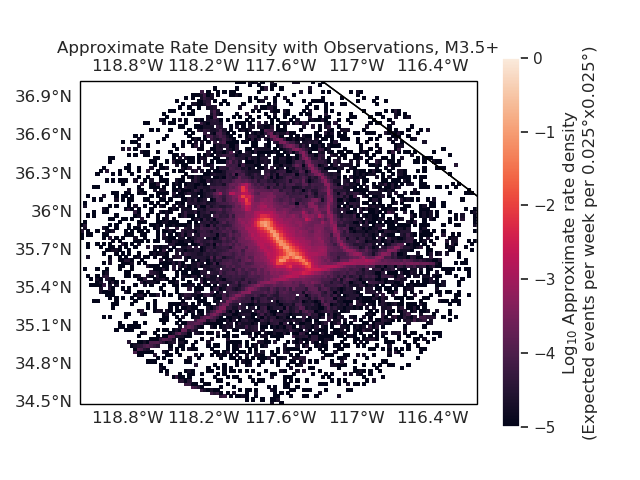 Approximate Rate Density with Observations, M3.5+
118.8°W 118.2°W 117.6°W 117°W 116.4°W
36.9°N
36.6°N
36.3°N
36°N
35.7°N
35.4°N
35.1°N
34.8°N
34.5°N
118.8°W 118.2°W 117.6°W 117°W 116.4°W
0
−1
−2
−3
−4
−5
Log₁₀ Approximate rate density
(Expected events per week per 0.025°x0.025°)